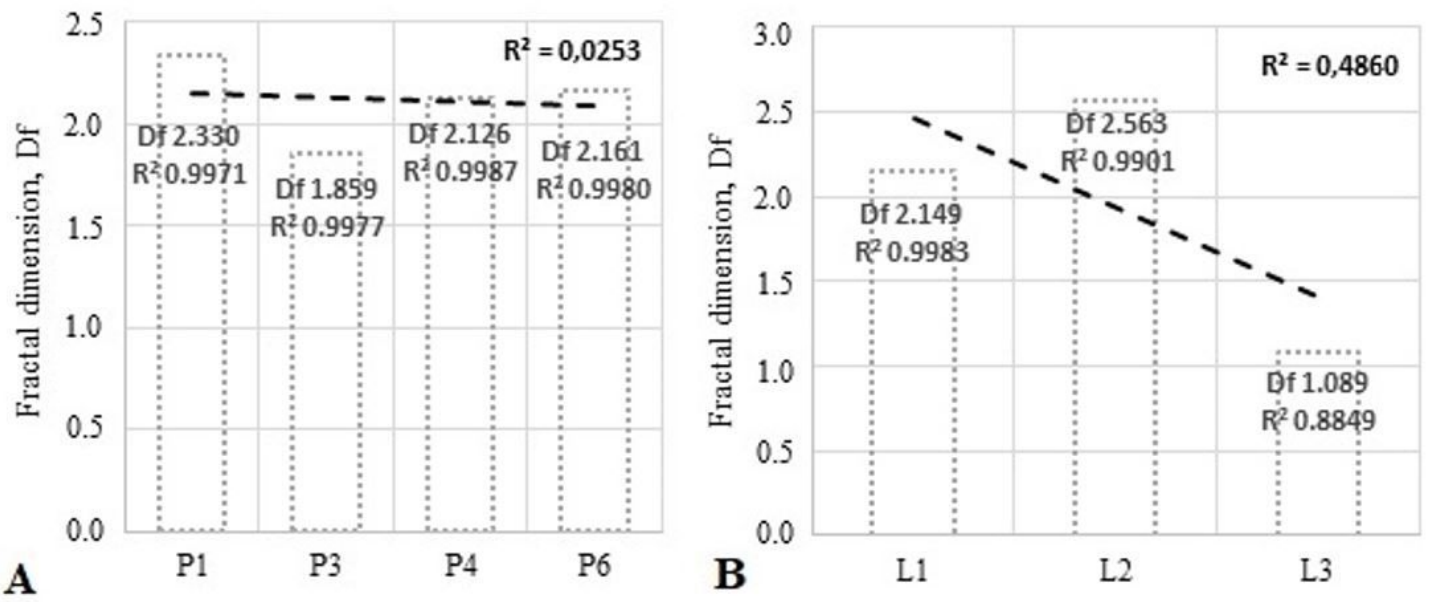 2.5
2.0
1.5
1.0
0.5
0.0
Fractal dimension, Df
R² = 0,0253
Df 2.330
R² 0.9971
Df 1.859
R² 0.9977
Df 2.126
R² 0.9987
Df 2.161
R² 0.9980
P1 P3 P4 P6
A
3.0
2.5
2.0
1.5
1.0
0.5
0.0
Fractal dimension, Df
R² = 0,4860
Df 2.149
R² 0.9983
Df 2.563
R² 0.9901
Df 1.089
R² 0.8849
L1 L2 L3
B